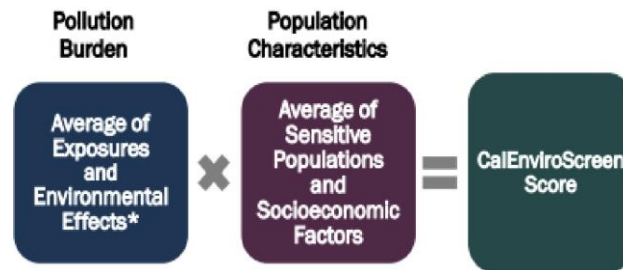 Pollution
Burden
Population
Characteristics
Average of
Exposures
and
Environmental
Effects*
Average of
Sensitive
Populations
and
Socioeconomic
Factors
CalEnviroScreen
Score